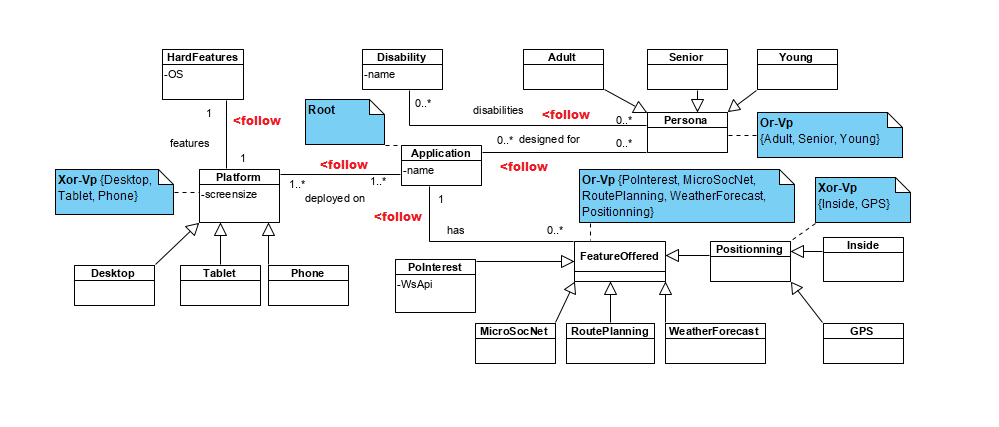 HardFeatures
-OS
Disability
-name
Adult
Senior
Young
1
<follow
features
1
Root
0..*
disabilities
<follow
0..*
Persona
Or-Vp
{Adult, Senior, Young}
0..*
designed for
0..*
<follow
Application
-name
<follow
1..*
deployed on
1..*
<follow
Xor-Vp {Desktop,
Tablet, Phone}
Platform
-screensize
1
has
0..*
Or-Vp {PoInterest, MicroSocNet,
RoutePlanning, WeatherForecast,
Positionning}
Xor-Vp
{Inside, GPS}
FeatureOffered
Positionning
Inside
Desktop
Tablet
Phone
PoInterest
-WsApi
MicroSocNet
RoutePlanning
WeatherForecast
GPS